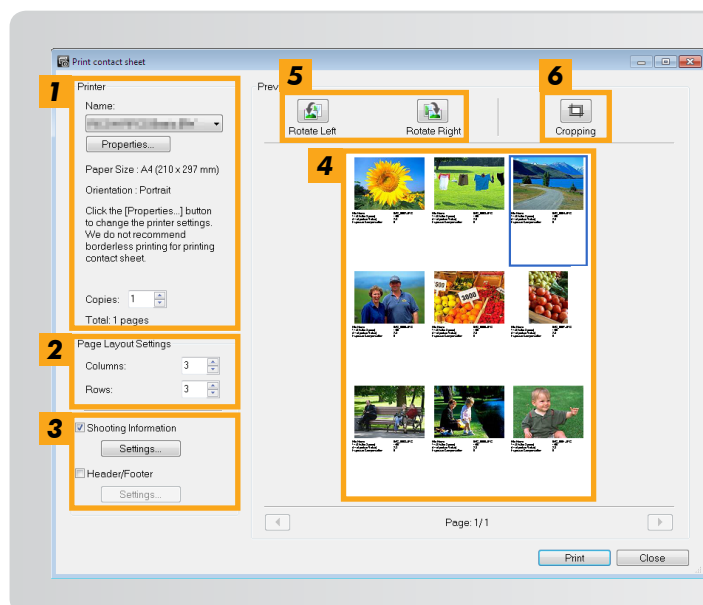 Print contact sheet
1
Printer
Name:
Properties...
Paper Size : A4 (210 x 297 mm)
Orientation : Portrait
Click the [Properties...] button
to change the printer settings.
We do not recommend
borderless printing for printing
contact sheet.
Copies: 1
Total: 1 pages
2
Page Layout Settings
Columns: 3
Rows: 3
3
Shooting Information
Settings...
Header/Footer
Settings...
5
Rotate Left
Rotate Right
6
Cropping
4
Page: 1/1
Print
Close